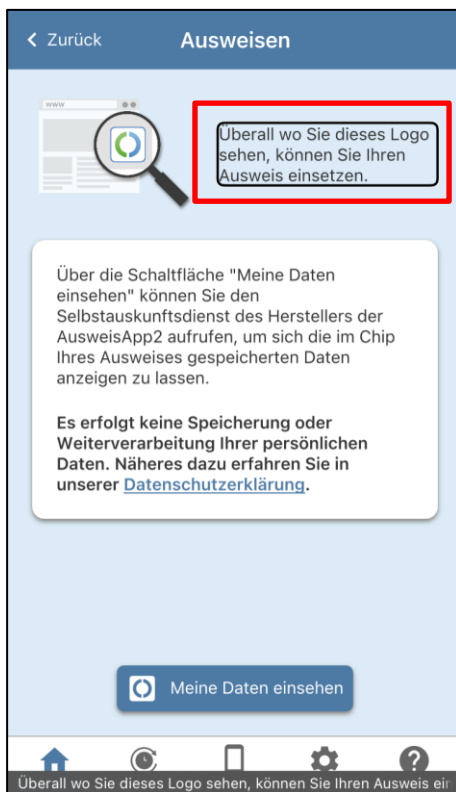 Zurück
Ausweisen
www
Überall wo Sie dieses Logo
sehen, können Sie Ihren
Ausweis einsetzen.
Über die Schaltfläche "Meine Daten
einsehen" können Sie den
Selbstauskunftsdienst des Herstellers der
AusweisApp2 aufrufen, um sich die im Chip
Ihres Ausweises gespeicherten Daten
anzeigen zu lassen.
Es erfolgt keine Speicherung oder
Weiterverarbeitung Ihrer persönlichen
Daten. Näheres dazu erfahren Sie in
unserer Datenschutzerklärung.
Meine Daten einsehen
Überall wo Sie dieses Logo sehen, können Sie Ihren Ausweis ein